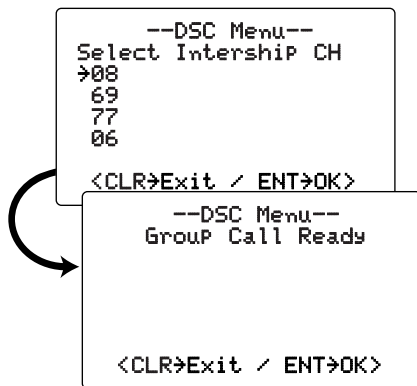 --DSC Menu--
Select Intership CH
→08
69
77
06
<CLR→Exit / ENT→OK>
--DSC Menu--
Group Call Ready
<CLR→Exit / ENT→OK>